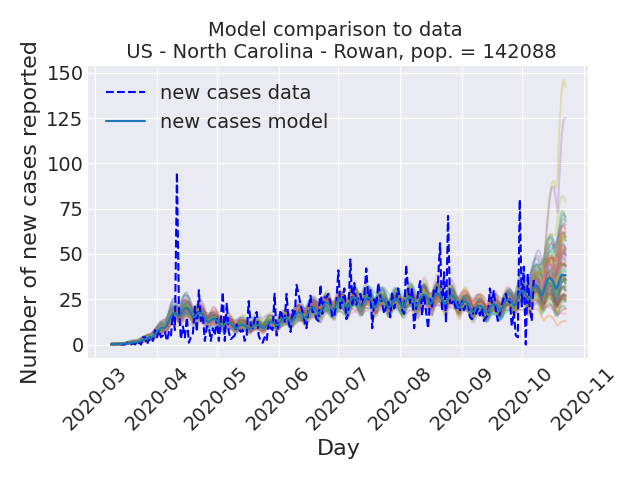 Model comparison to data
US - North Carolina - Rowan, pop. = 142088
Number of new cases reported
150
125
100
75
50
25
0
new cases data
new cases model
2020-03
2020-04
2020-05
2020-06
2020-07
2020-08
2020-09
2020-10
2020-11
Day